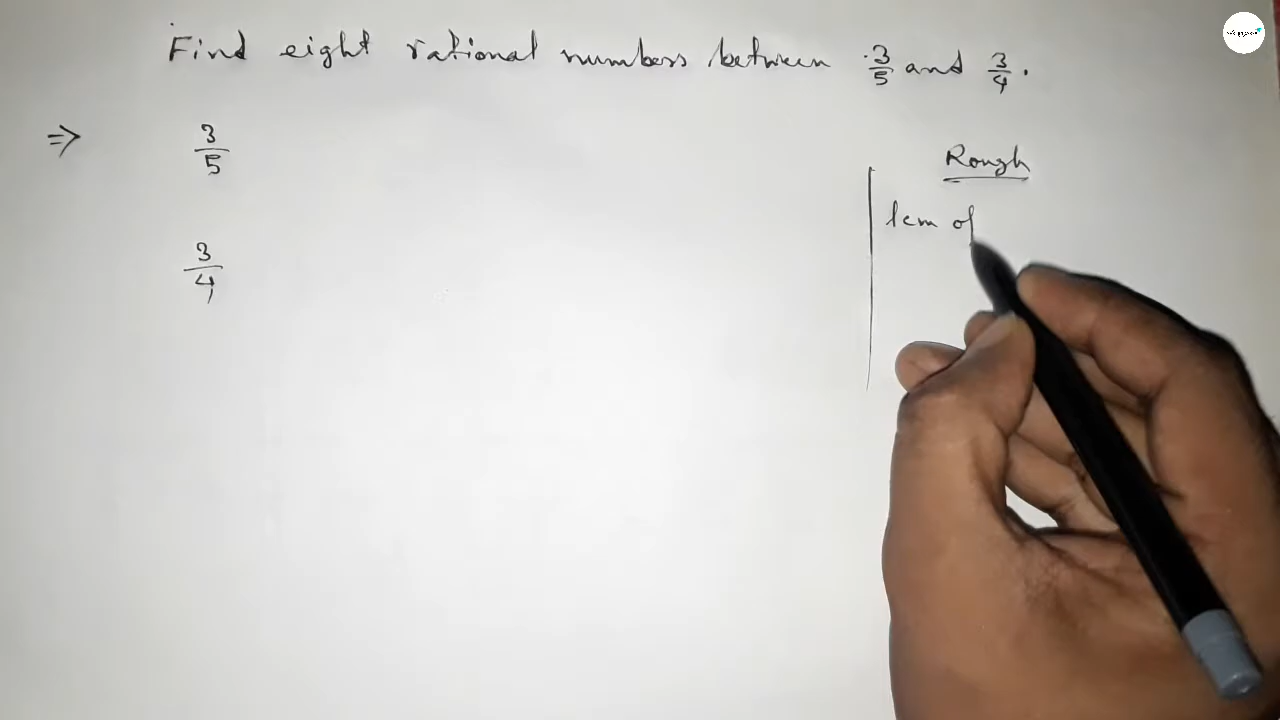 Find eight rational numbers between 3/5 and 3/4.
⇒ 3/5
Rough
lcm of
3/4